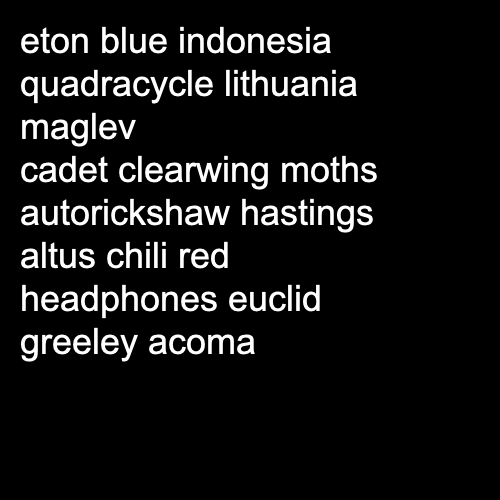 eton blue indonesia
quadracycle lithuania
maglev
cadet clearwing moths
autorickshaw hastings
altus chili red
headphones euclid
greeley acoma